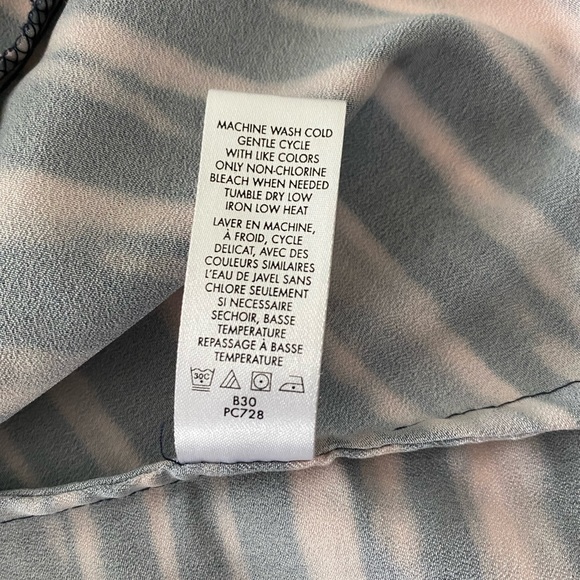 MACHINE WASH COLD
GENTLE CYCLE
WITH LIKE COLORS
ONLY NON-CHLORINE
BLEACH WHEN NEEDED
TUMBLE DRY LOW
IRON LOW HEAT
LAVER EN MACHINE,
À FROID, CYCLE
DELICAT, AVEC DES
COULEURS SIMILAIRES
L'EAU DE JAVEL SANS
CHLORE SEULEMENT
SI NECESSAIRE
SECHOIR, BASSE
TEMPERATURE
REPASSAGE À BASSE
TEMPERATURE
30C
B30
PC728